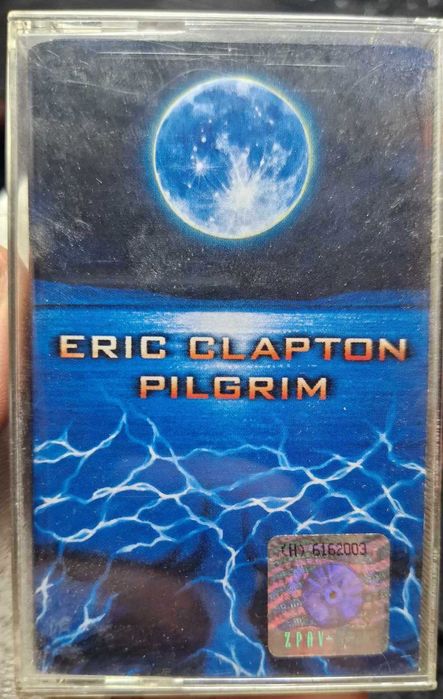 ERIC CLAPTON
PILGRIM
(H) 6162003
ZPAV-